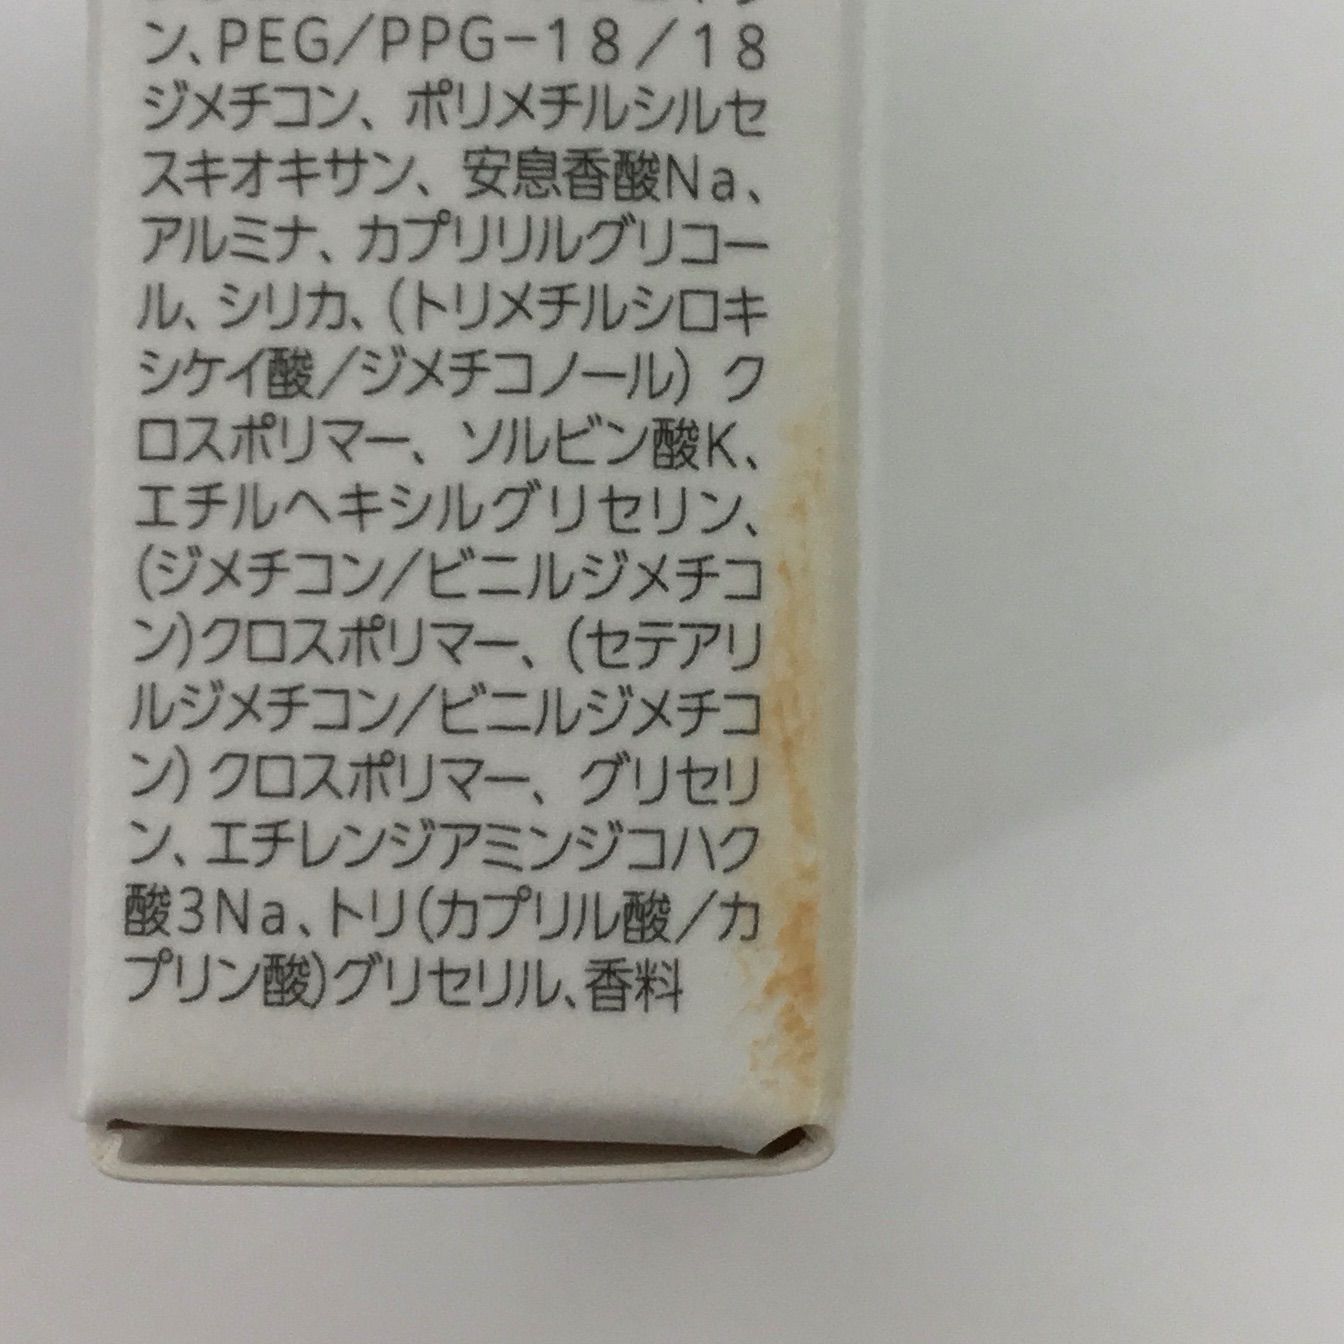 ン、PEG/PPG-18/18
ジメチコン、ポリメチルシルセ
スキオキサン、安息香酸Na、
アルミナ、カプリリルグリコー
ル、シリカ、(トリメチルシロキ
シケイ酸/ジメチコノール)ク
ロスポリマー、ソルビン酸K、
エチルヘキシルグリセリン、
(ジメチコン/ビニルジメチコ
ン)クロスポリマー、(セテアリ
ルジメチコン/ビニルジメチコ
ン)クロスポリマー、グリセリ
ン、エチレンジアミンジコハク
酸3Na、トリ(カプリル酸/カ
プリン酸)グリセリル、香料